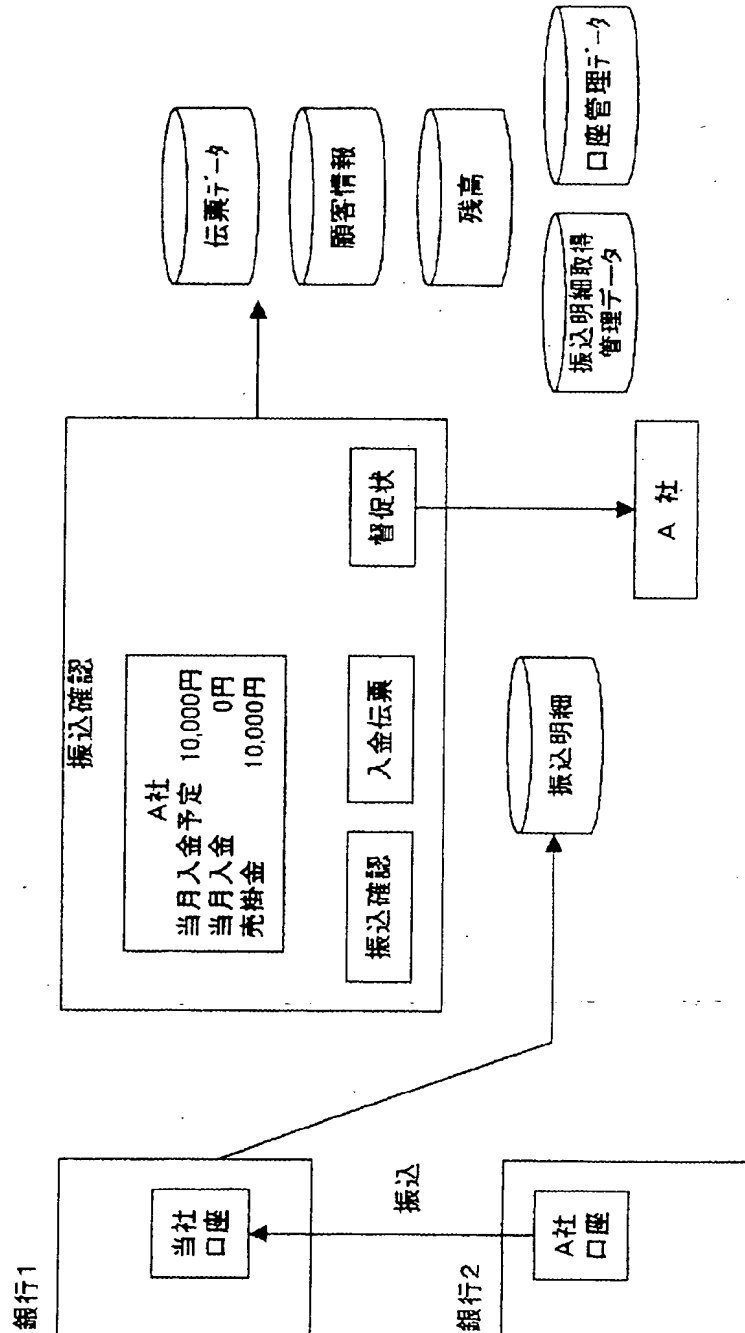 銀行1
当社
口座
振込
銀行2
A社
口座
振込確認
A社
当月入金予定 10,000円
当月入金 0円
売掛金 10,000円
振込確認
入金伝票
督促状
振込明細
A 社
伝票データ
顧客情報
残高
振込明細取得
管理データ
口座管理データ